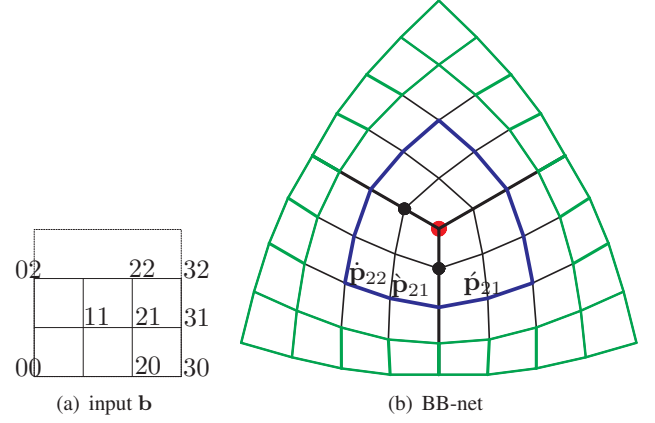 02 22 32
11 21 31
00 20 30
ṗ₂₂ p̀₂₁ ṕ₂₁
(a) input b
(b) BB-net